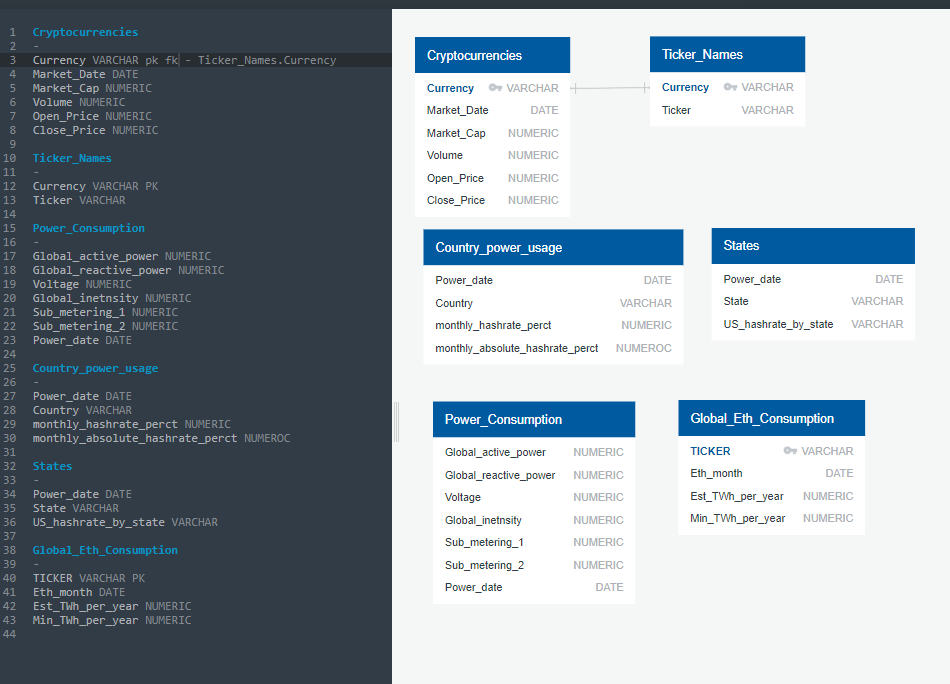 1 Cryptocurrencies
2 -
3 Currency VARCHAR pk fk - Ticker_Names.Currency
4 Market_Date DATE
5 Market_Cap NUMERIC
6 Volume NUMERIC
7 Open_Price NUMERIC
8 Close_Price NUMERIC
9
10 Ticker_Names
11 -
12 Currency VARCHAR PK
13 Ticker VARCHAR
14
15 Power_Consumption
16 -
17 Global_active_power NUMERIC
18 Global_reactive_power NUMERIC
19 Voltage NUMERIC
20 Global_inetnsity NUMERIC
21 Sub_metering_1 NUMERIC
22 Sub_metering_2 NUMERIC
23 Power_date DATE
24
25 Country_power_usage
26 -
27 Power_date DATE
28 Country VARCHAR
29 monthly_hashrate_perct NUMERIC
30 monthly_absolute_hashrate_perct NUMEROC
31
32 States
33 -
34 Power_date DATE
35 State VARCHAR
36 US_hashrate_by_state VARCHAR
37
38 Global_Eth_Consumption
39 -
40 TICKER VARCHAR PK
41 Eth_month DATE
42 Est_TWh_per_year NUMERIC
43 Min_TWh_per_year NUMERIC
44
Cryptocurrencies
Currency VARCHAR
Market_Date DATE
Market_Cap NUMERIC
Volume NUMERIC
Open_Price NUMERIC
Close_Price NUMERIC
Ticker_Names
Currency VARCHAR
Ticker VARCHAR
Country_power_usage
Power_date DATE
Country VARCHAR
monthly_hashrate_perct NUMERIC
monthly_absolute_hashrate_perct NUMEROC
States
Power_date DATE
State VARCHAR
US_hashrate_by_state VARCHAR
Power_Consumption
Global_active_power NUMERIC
Global_reactive_power NUMERIC
Voltage NUMERIC
Global_inetnsity NUMERIC
Sub_metering_1 NUMERIC
Sub_metering_2 NUMERIC
Power_date DATE
Global_Eth_Consumption
TICKER VARCHAR
Eth_month DATE
Est_TWh_per_year NUMERIC
Min_TWh_per_year NUMERIC